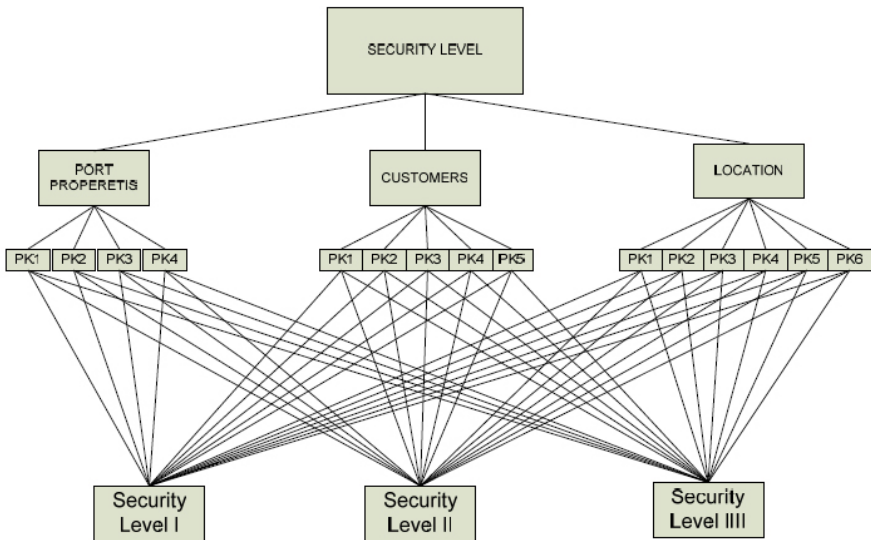 SECURITY LEVEL
PORT
PROPERETIS
CUSTOMERS
LOCATION
PK1 PK2 PK3 PK4
PK1 PK2 PK3 PK4 PK5
PK1 PK2 PK3 PK4 PK5 PK6
Security
Level I
Security
Level II
Security
Level IIII